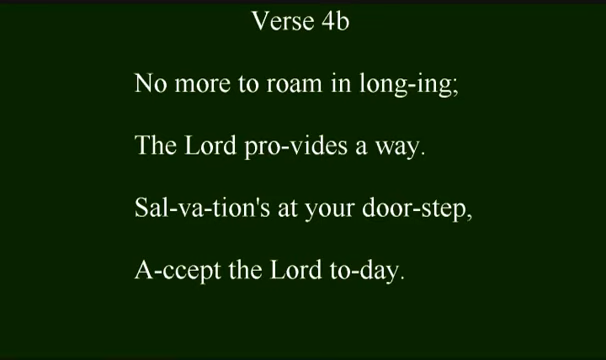 Verse 4b
No more to roam in long-ing;
The Lord pro-vides a way.
Sal-va-tion's at your door-step,
A-ccept the Lord to-day.